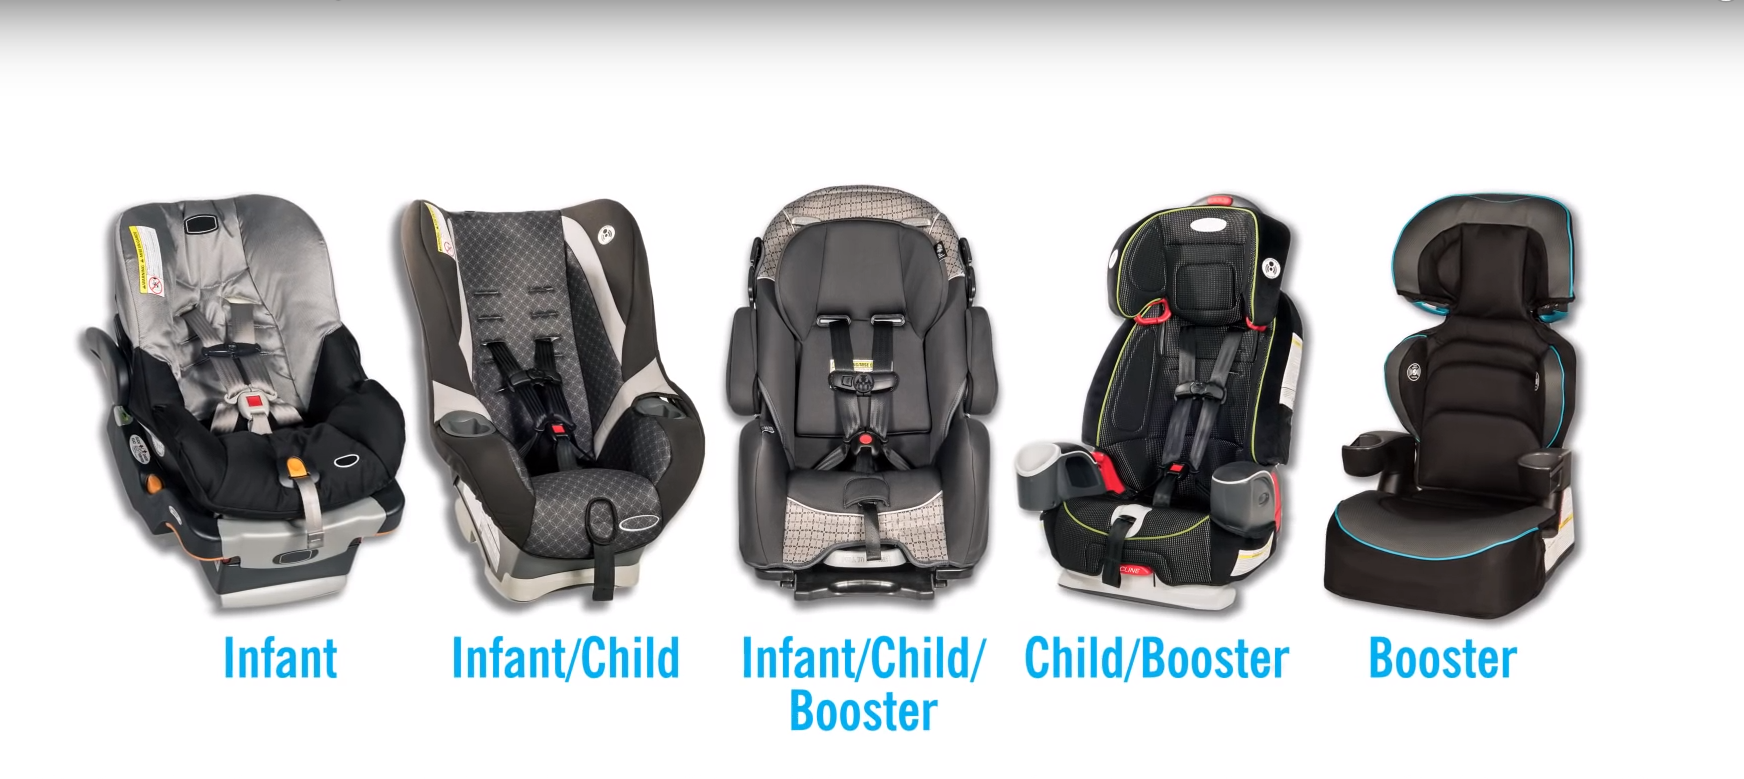 Infant
Infant/Child
Infant/Child/
Booster
Child/Booster
Booster